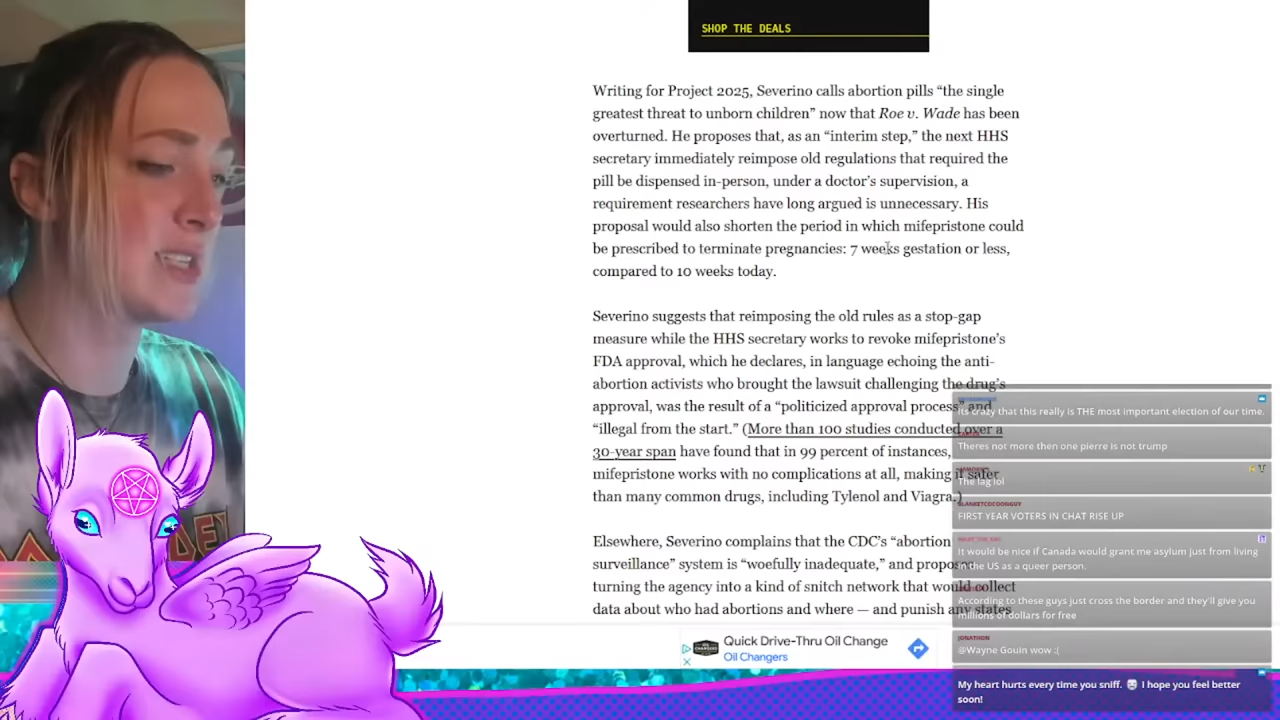 SHOP THE DEALS
Writing for Project 2025, Severino calls abortion pills “the single
greatest threat to unborn children” now that Roe v. Wade has been
overturned. He proposes that, as an “interim step,” the next HHS
secretary immediately reimpose old regulations that required the
pill be dispensed in-person, under a doctor’s supervision, a
requirement researchers have long argued is unnecessary. His
proposal would also shorten the period in which mifepristone could
be prescribed to terminate pregnancies: 7 weeks gestation or less,
compared to 10 weeks today.
Severino suggests that reimposing the old rules as a stop-gap
measure while the HHS secretary works to revoke mifepristone’s
FDA approval, which he declares, in language echoing the anti-
abortion activists who brought the lawsuit challenging the drug’s
approval, was the result of a “politicized approval process” and
“illegal from the start.” (More than 100 studies conducted over a
30-year span have found that in 99 percent of instances,
mifepristone works with no complications at all, making it safer
than many common drugs, including Tylenol and Viagra.)
Elsewhere, Severino complains that the CDC’s “abortion
surveillance” system is “woefully inadequate,” and
turning the agency into a kind of snitch network that would collect
data about who had abortions and where — and punish any states
Its crazy that this really is THE most important election of our time.
Theres not more then one pierre is not trump
The lag lol
BLANKETCOCOONGUY
FIRST YEAR VOTERS IN CHAT RISE UP
It would be nice if Canada would grant me asylum just from living
in the US as a queer person.
According to these guys just cross the border and they'll give you
millions of dollars for free
JONATHON
@Wayne Gouin wow :(
My heart hurts every time you sniff. I hope you feel better
soon!
Quick Drive-Thru Oil Change
Oil Changers